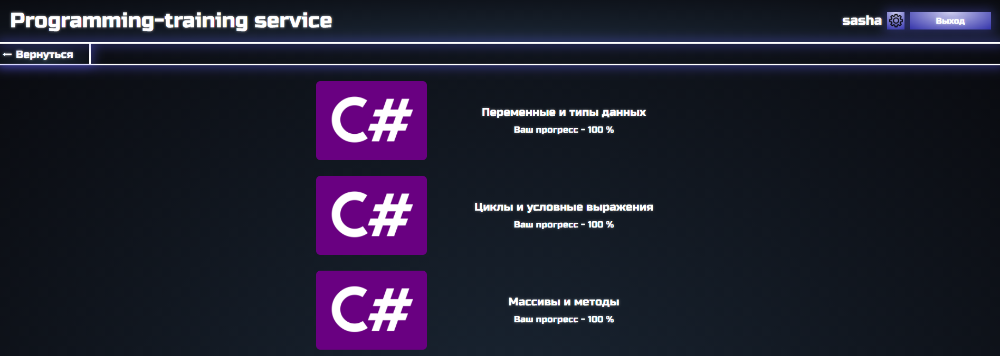 Programming-training service
sasha
Выход
← Вернуться
C#
Переменные и типы данных
Ваш прогресс - 100 %
C#
Циклы и условные выражения
Ваш прогресс - 100 %
C#
Массивы и методы
Ваш прогресс - 100 %